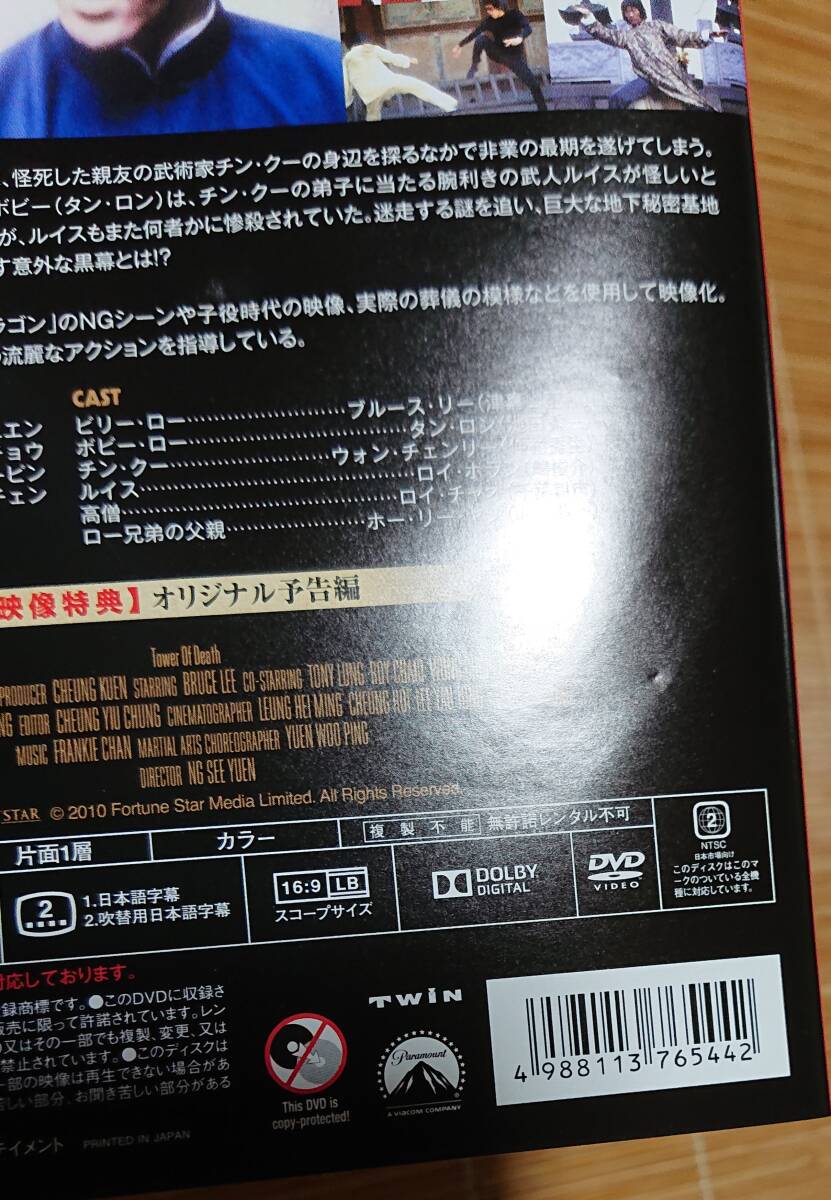 、怪死した親友の武術家チン・クーの身辺を探るなかで非業の最期を遂げてしまう。
ボビー(タン・ロン)は、チン・クーの弟子に当たる腕利きの武人ルイスが怪しいと
が、ルイスもまた何者かに惨殺されていた。迷走する謎を追い、巨大な地下秘密基地
す意外な黒幕とは!?
ラゴン」のNGシーンや子役時代の映像、実際の葬儀の模様などを使用して映像化。
の流麗なアクションを指導している。
ユエン
チョウ
ービン
チェン
CAST
ビリー・ロー……ブルース・リー
ボビー・ロー……タン・ロン
チン・クー……ウォン・チェンリー
ルイス……ロイ・ホラン
高僧……ロイ・チャオ
ロー兄弟の父親……ホー・リー
映像特典】オリジナル予告編
Tower Of Death
PRODUCER CHEUNG KUEN STARRING BRUCE LEE CO-STARRING TONY LUNG ROY CHAIO
NG EDITOR CHEUNG YIU CHUNG CINEMATOGRAPHER LEUNG HEI MING CHEUNG HOI
MUSIC FRANKIE CHAN MARTIAL ARTS CHOREOGRAPHER YUEN WOO PING
DIRECTOR NG SEE YUEN
STAR © 2010 Fortune Star Media Limited. All Rights Reserved.
片面1層 カラー 複製不能 無許諾レンタル不可
2 1.日本語字幕
2.吹替用日本語字幕
16:9 LB
スコープサイズ
DOLBY
DIGITAL
DVD
VIDEO
2
NTSC
日本市場向け
このディスクはこのマ
ークのついている全機
種に対応しています。
対応しております。
録商標です。●このDVDに収録さ
販売に限って許諾されています。レン
の又はその一部でも複製、変更、又は
禁止されています。●このディスクは
一部の映像は再生できない場合があ
苦しい部分、お聞き苦しい部分がある
テイメント PRINTED IN JAPAN
This DVD is
copy-protected!
TWIN
Paramount
A VIACOM COMPANY
4 988113 765442